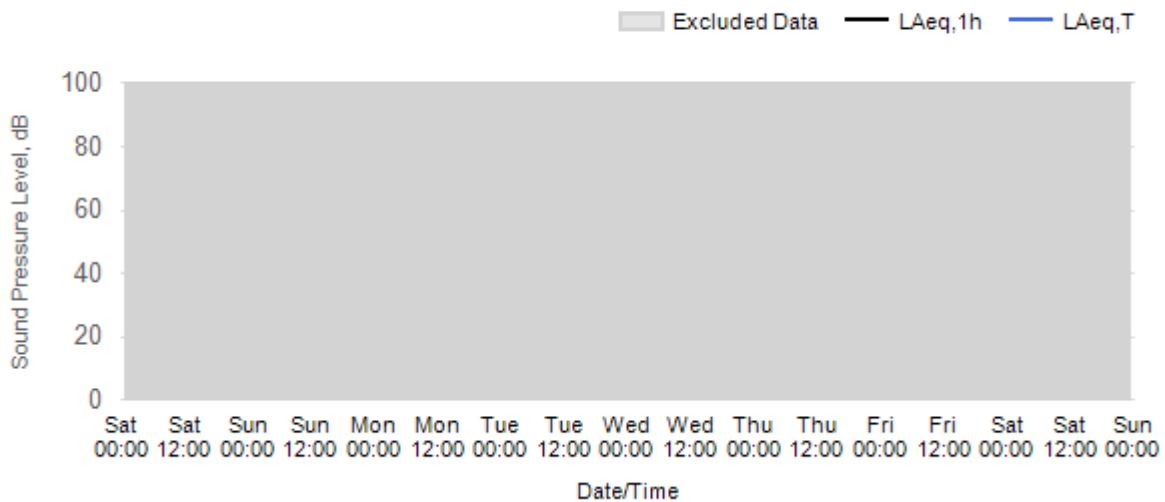 Excluded Data LAeq,1h LAeq,T
Sound Pressure Level, dB
100
80
60
40
20
0
Sat Sat Sun Sun Mon Mon Tue Tue Wed Wed Thu Thu Fri Fri Sat Sat Sun
00:00 12:00 00:00 12:00 00:00 12:00 00:00 12:00 00:00 12:00 00:00 12:00 00:00 12:00 00:00 12:00 00:00
Date/Time